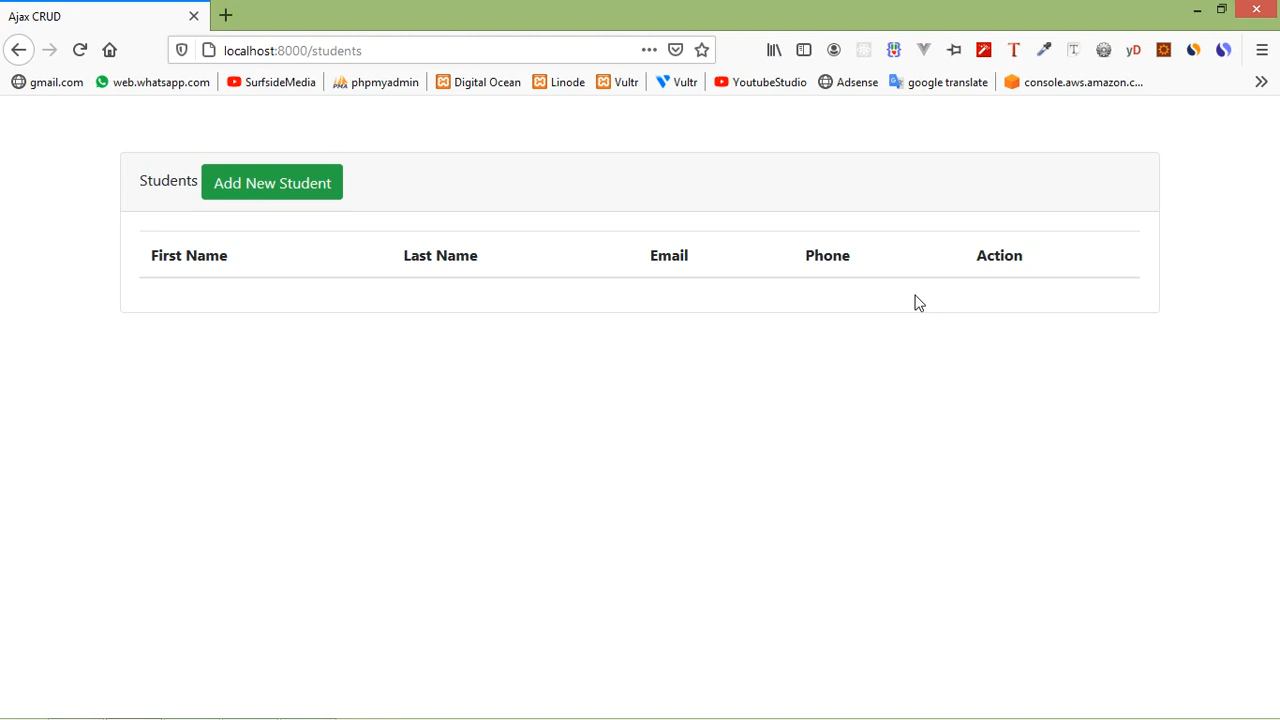 Ajax CRUD
localhost:8000/students
gmail.com web.whatsapp.com SurfsideMedia phpmyadmin Digital Ocean Linode Vultr Vultr YoutubeStudio Adsense google translate console.aws.amazon.c...
Students Add New Student
First Name Last Name Email Phone Action